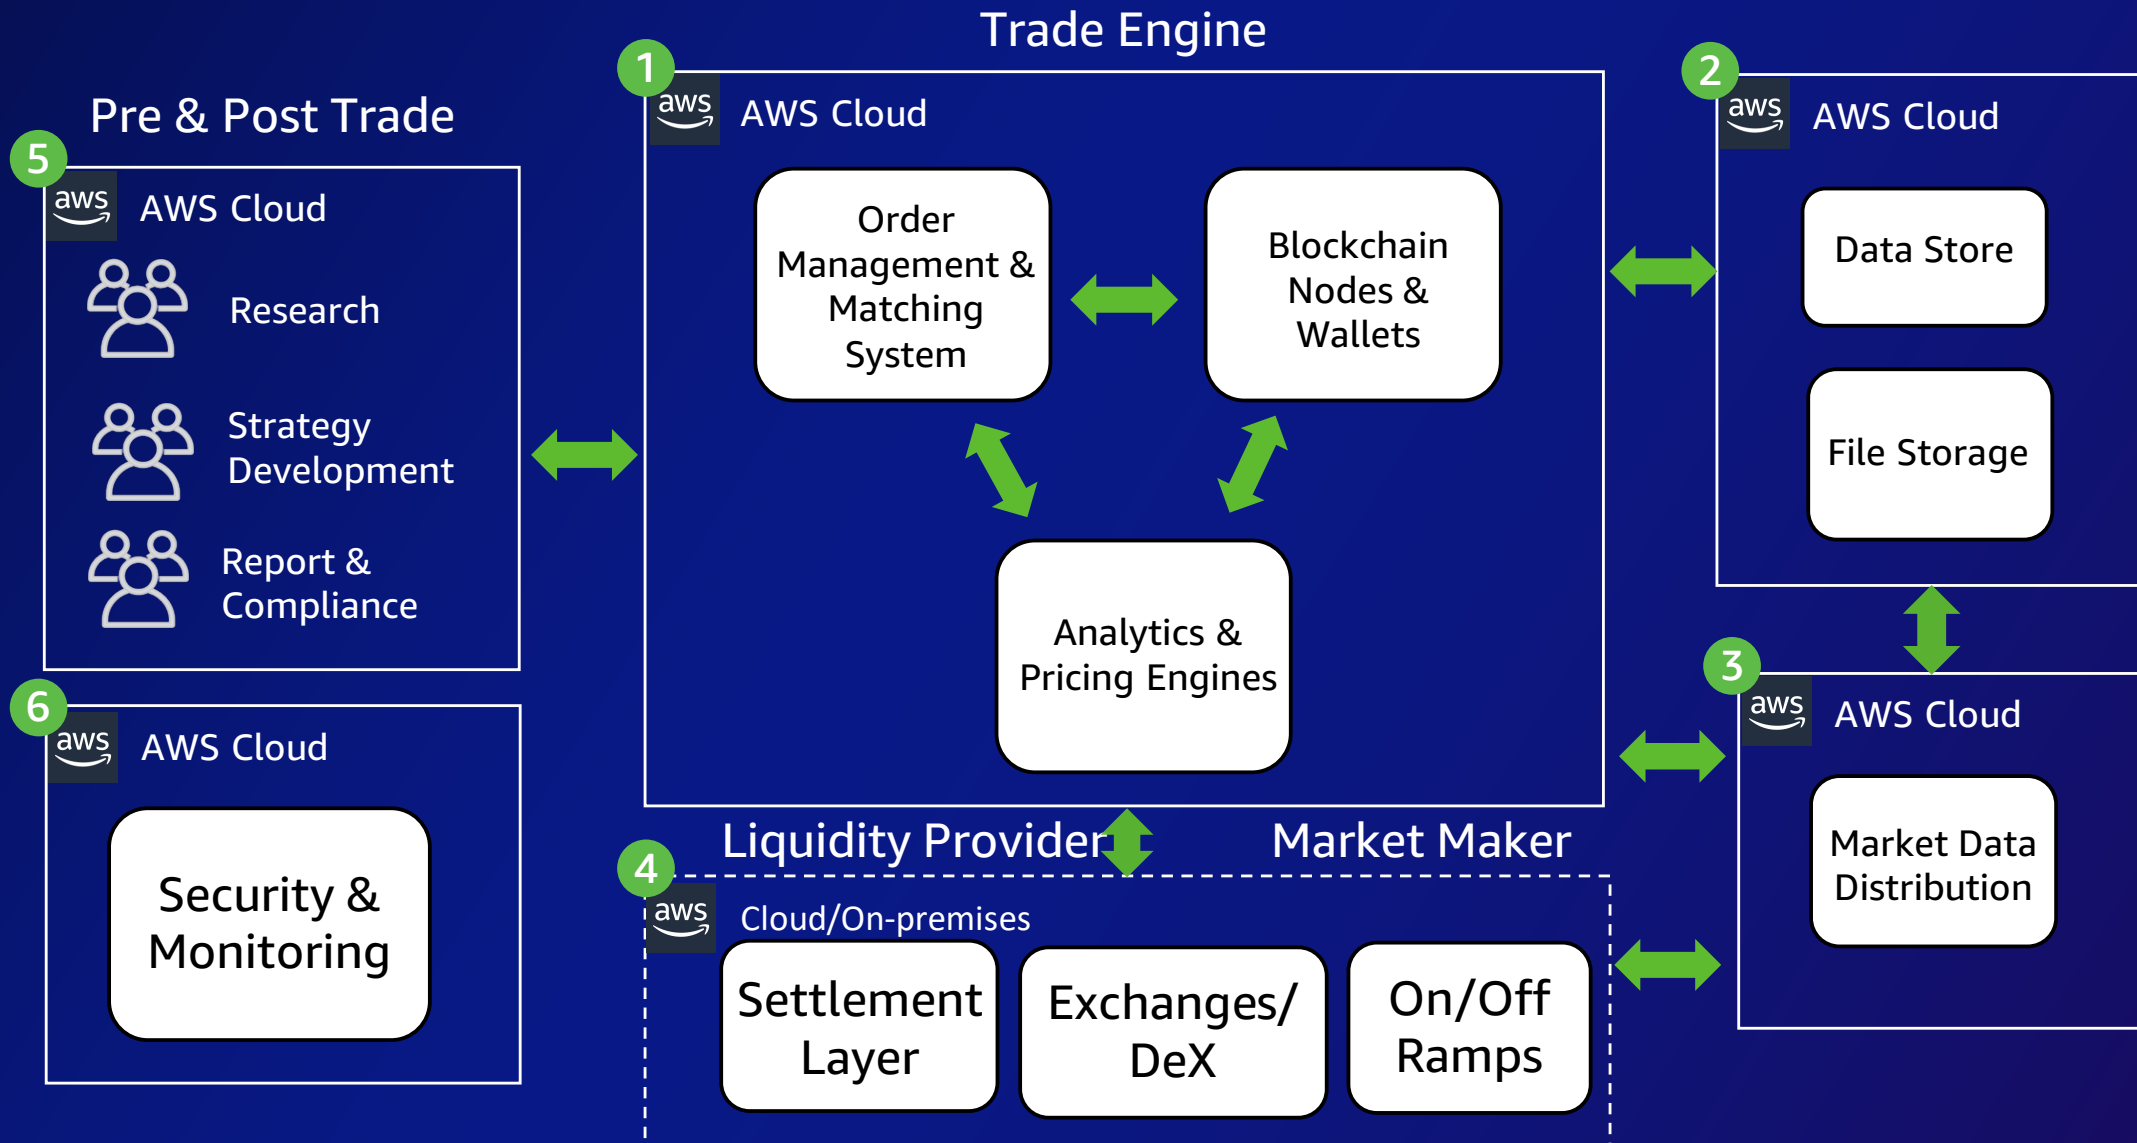 Trade Engine
Pre & Post Trade
5
aws
AWS Cloud
Research
Strategy
Development
Report &
Compliance
6
aws
AWS Cloud
Security &
Monitoring
1
aws
AWS Cloud
Order
Management &
Matching
System
Blockchain
Nodes &
Wallets
Analytics &
Pricing Engines
Liquidity Provider
Market Maker
4
aws
Cloud/On-premises
Settlement
Layer
Exchanges/
DeX
On/Off
Ramps
2
aws
AWS Cloud
Data Store
File Storage
3
aws
AWS Cloud
Market Data
Distribution